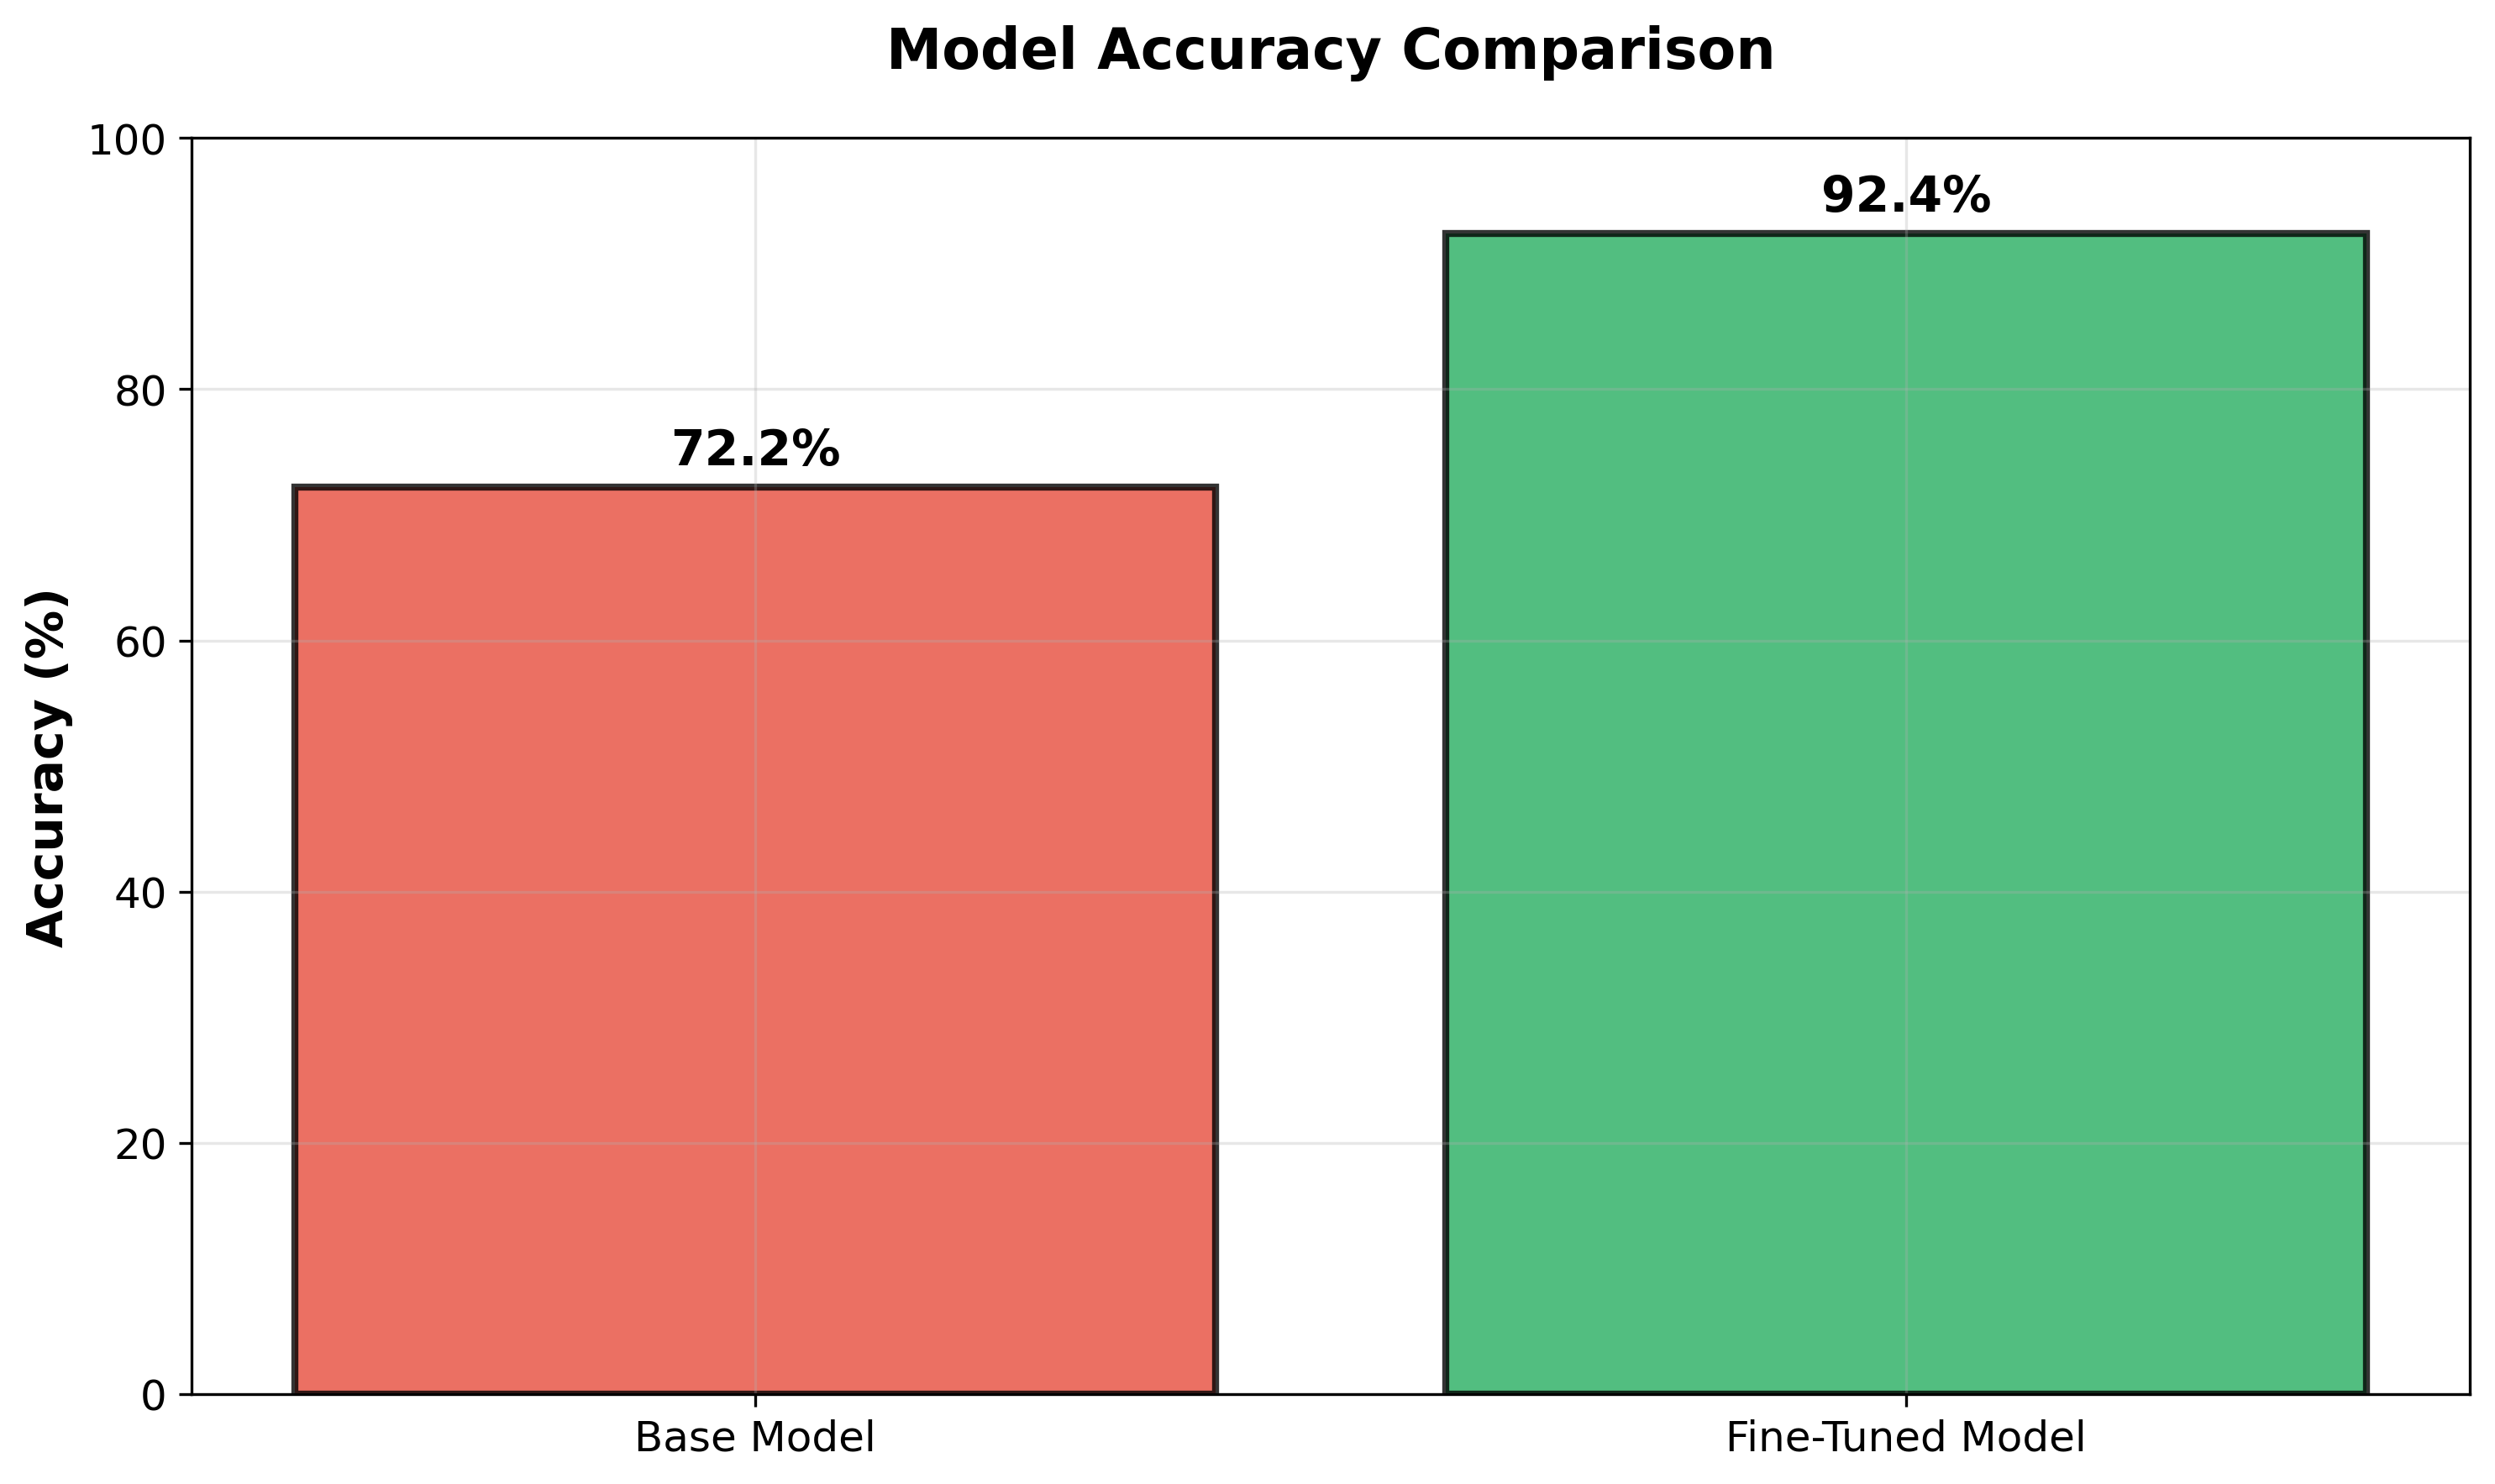 Model Accuracy Comparison
Accuracy (%)
100
80
60
40
20
0
72.2%
92.4%
Base Model
Fine-Tuned Model